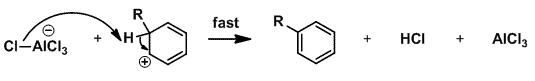 Cl–AlCl3 ⊖ + R H ⊕ fast R + HCl + AlCl3